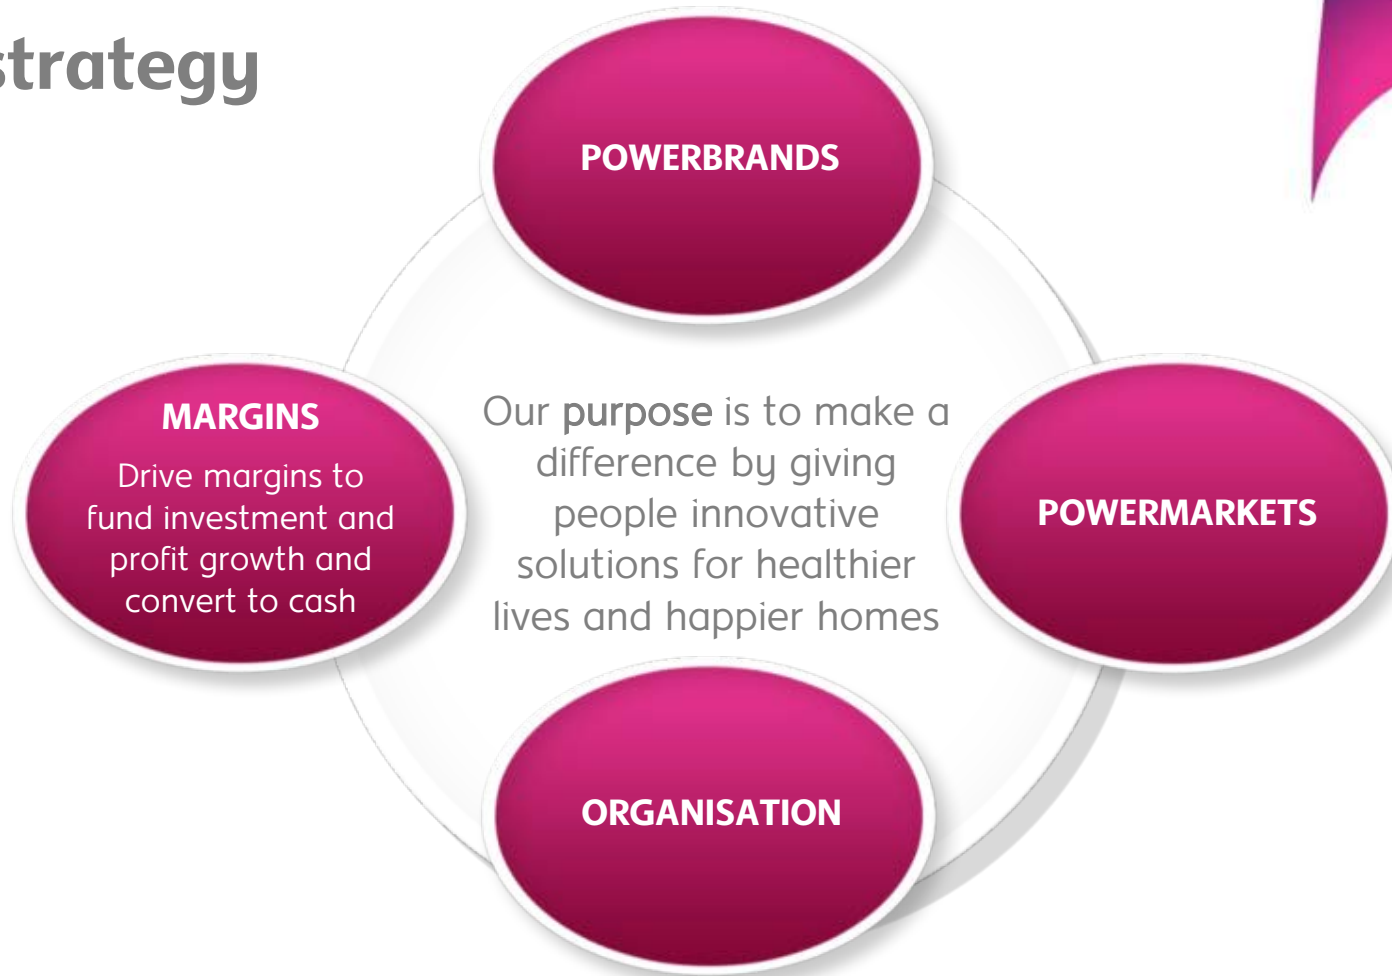 strategy
POWERBRANDS
MARGINS
Drive margins to
fund investment and
profit growth and
convert to cash
Our purpose is to make a
difference by giving
people innovative
solutions for healthier
lives and happier homes
POWERMARKETS
ORGANISATION